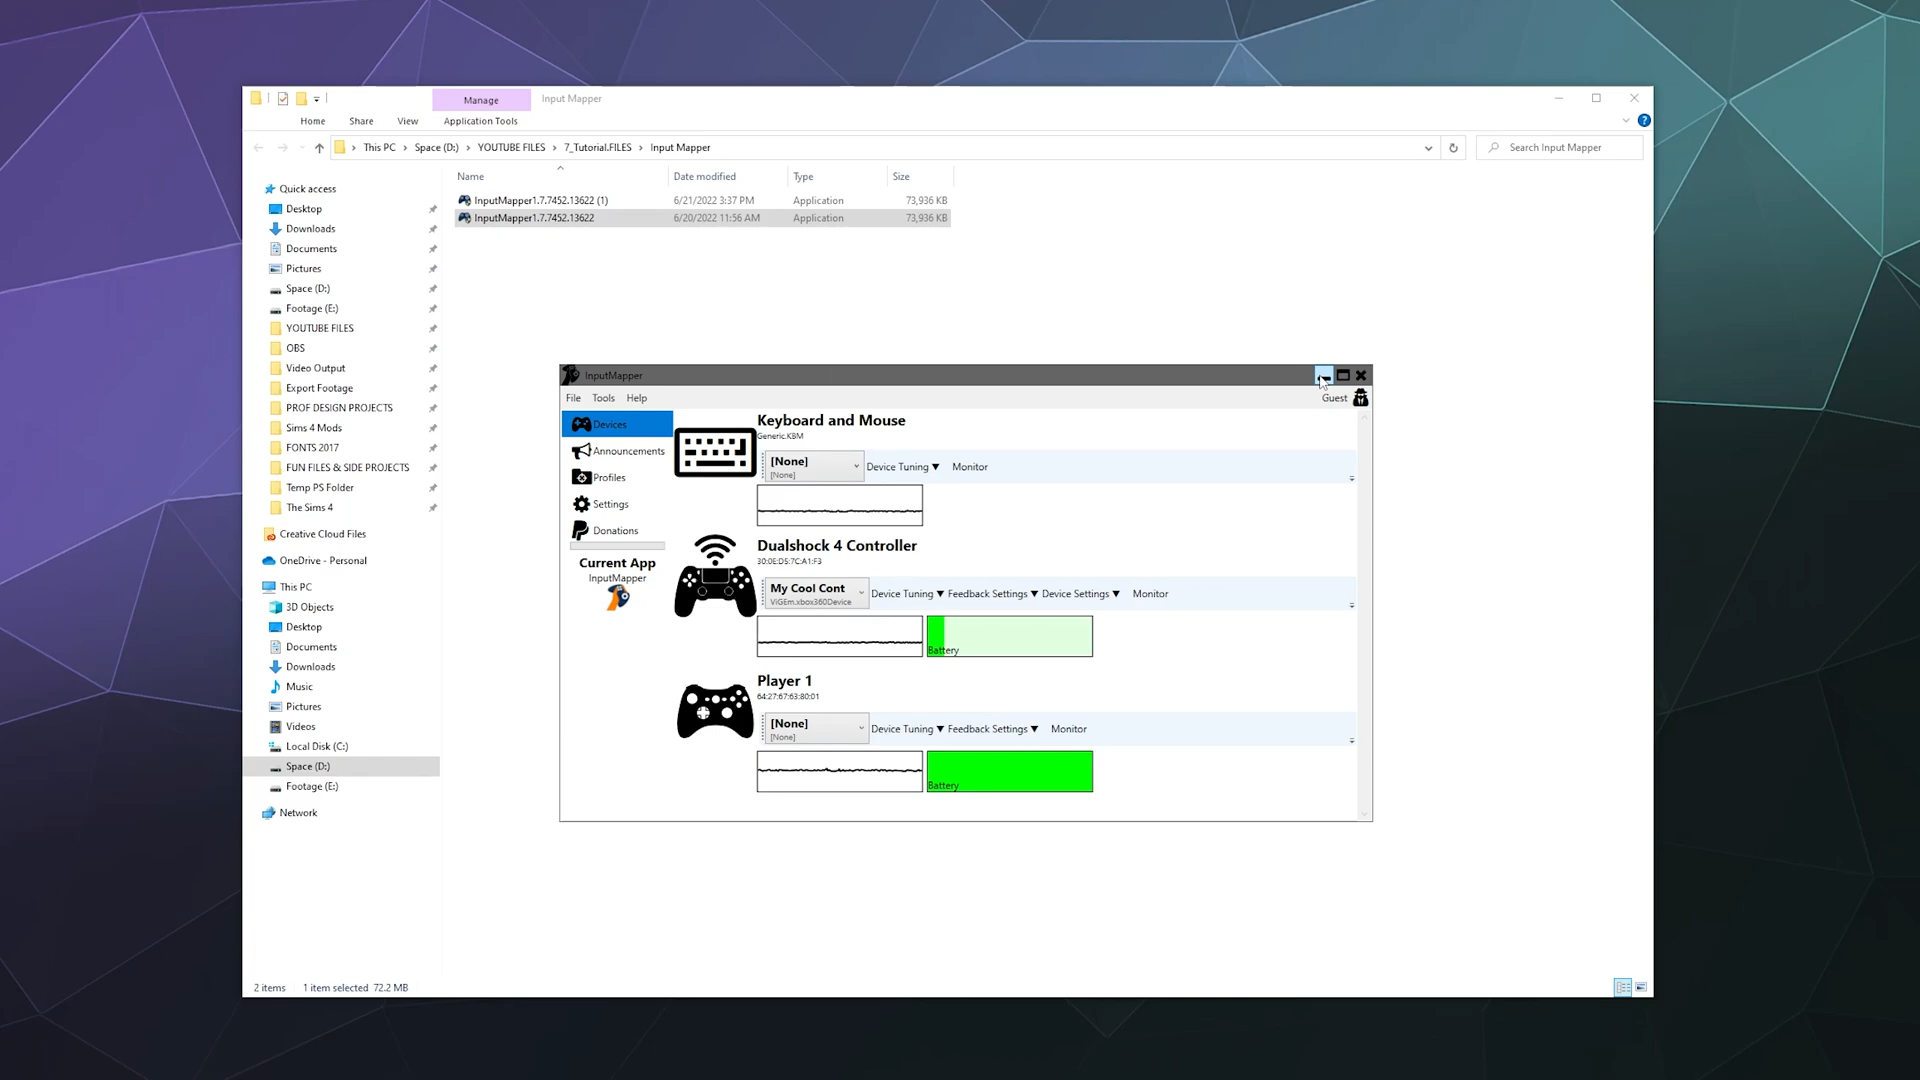 Manage
Input Mapper
Home
Share
View
Application Tools
This PC > Space (D:) > YOUTUBE FILES > 7_Tutorial.FILES > Input Mapper
Search Input Mapper
Name
Date modified
Type
Size
InputMapper1.7.7452.13622 (1)
6/21/2022 3:37 PM
Application
73,936 KB
InputMapper1.7.7452.13622
6/20/2022 11:56 AM
Application
73,936 KB
Quick access
Desktop
Downloads
Documents
Pictures
Space (D:)
Footage (E:)
YOUTUBE FILES
OBS
Video Output
Export Footage
PROF DESIGN PROJECTS
Sims 4 Mods
FONTS 2017
FUN FILES & SIDE PROJECTS
Temp PS Folder
The Sims 4
Creative Cloud Files
OneDrive - Personal
This PC
3D Objects
Desktop
Documents
Downloads
Music
Pictures
Videos
Local Disk (C:)
Space (D:)
Footage (E:)
Network
2 items
1 item selected 72.2 MB
InputMapper
File
Tools
Help
Guest
Devices
Announcements
Profiles
Settings
Donations
Current App
InputMapper
Keyboard and Mouse
Generic.KBM
[None]
[None]
Device Tuning ▼
Monitor
Dualshock 4 Controller
30:0E:D5:7C:A1:F3
My Cool Cont
ViGEm.xbox360Device
Device Tuning ▼
Feedback Settings ▼
Device Settings ▼
Monitor
Battery
Player 1
64:27:67:63:80:01
[None]
[None]
Device Tuning ▼
Feedback Settings ▼
Monitor
Battery